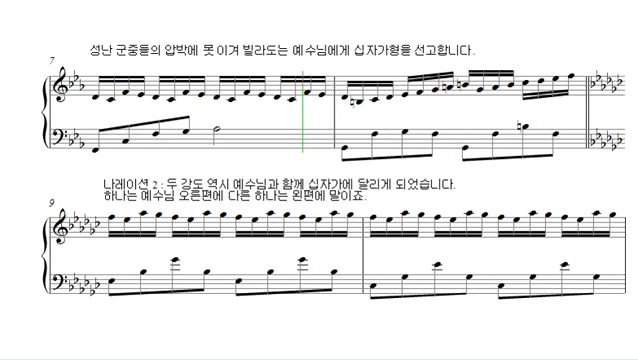 성난 군중들의 압박에 못 이겨 빌라도는 예수님에게 십자가형을 선고합니다.
7
나레이션 2 : 두 강도 역시 예수님과 함께 십자가에 달리게 되었습니다.
하나는 예수님 오른편에 다른 하나는 왼편에 말이죠.
9